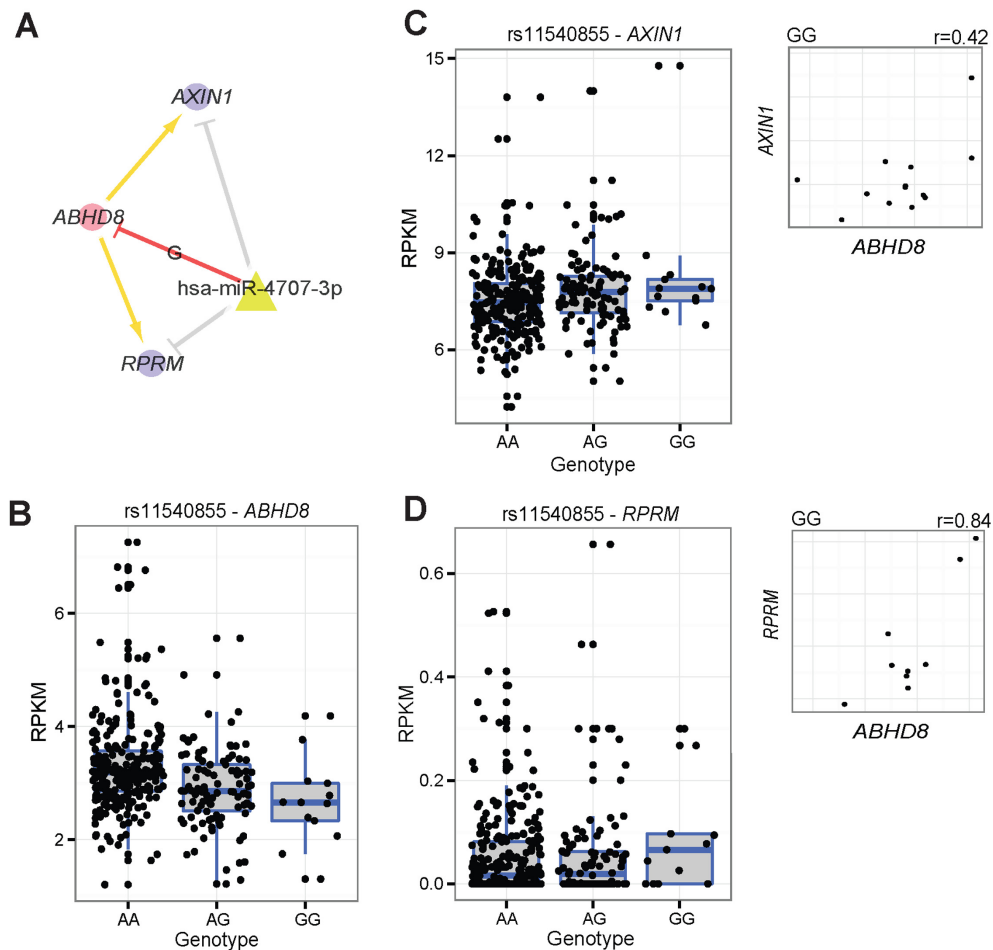 A
AXIN1
ABHD8
G
hsa-miR-4707-3p
RPRM
B
rs11540855 - ABHD8
RPKM
6
4
2
AA AG GG
Genotype
C
rs11540855 - AXIN1
RPKM
15
12
9
6
AA AG GG
Genotype
GG r=0.42
AXIN1
ABHD8
D
rs11540855 - RPRM
RPKM
0.6
0.4
0.2
0.0
AA AG GG
Genotype
GG r=0.84
RPRM
ABHD8